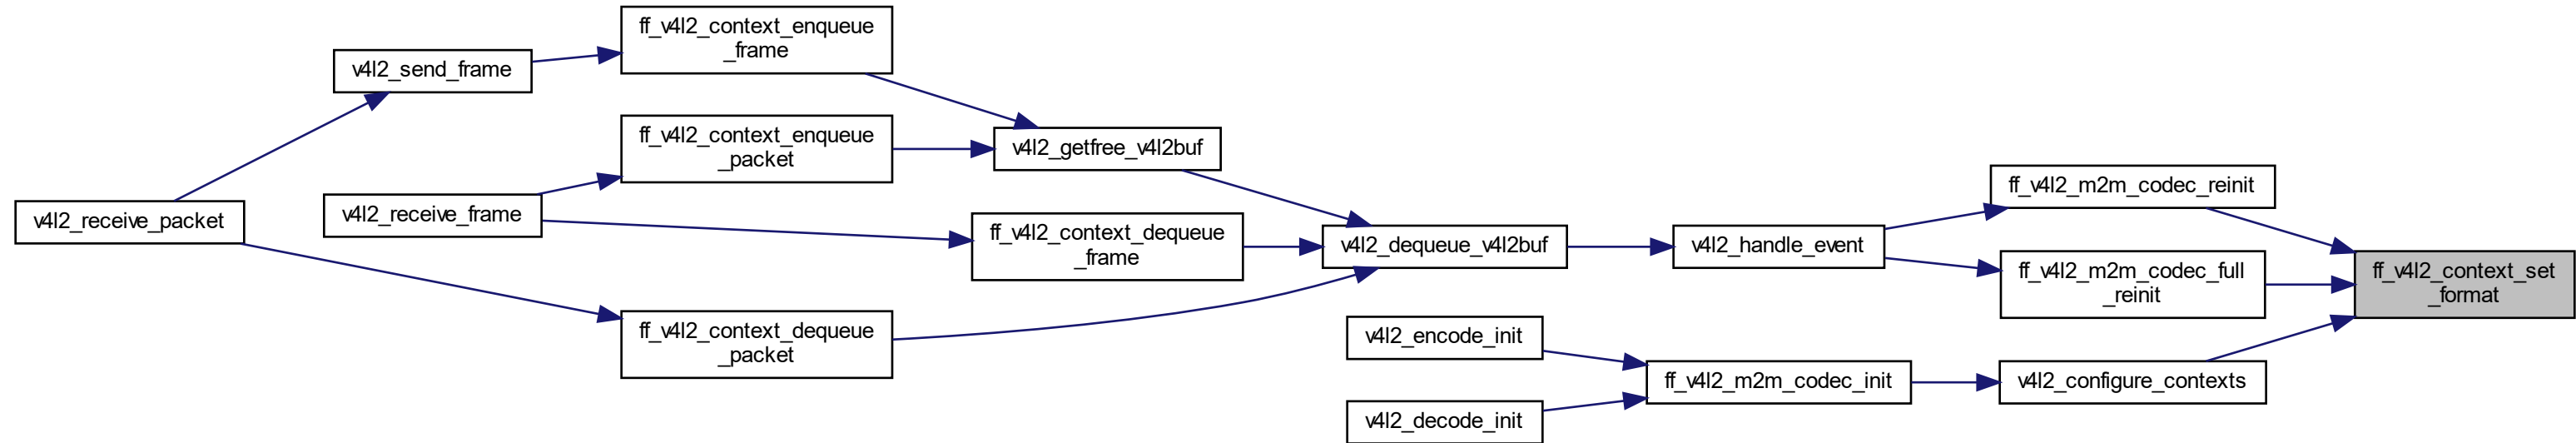 ff_v4l2_context_enqueue
_frame
v4l2_send_frame
ff_v4l2_context_enqueue
_packet
v4l2_getfree_v4l2buf
v4l2_receive_packet
v4l2_receive_frame
ff_v4l2_context_dequeue
_frame
v4l2_dequeue_v4l2buf
v4l2_handle_event
ff_v4l2_m2m_codec_reinit
ff_v4l2_m2m_codec_full
_reinit
ff_v4l2_context_set
_format
ff_v4l2_context_dequeue
_packet
v4l2_encode_init
ff_v4l2_m2m_codec_init
v4l2_configure_contexts
v4l2_decode_init